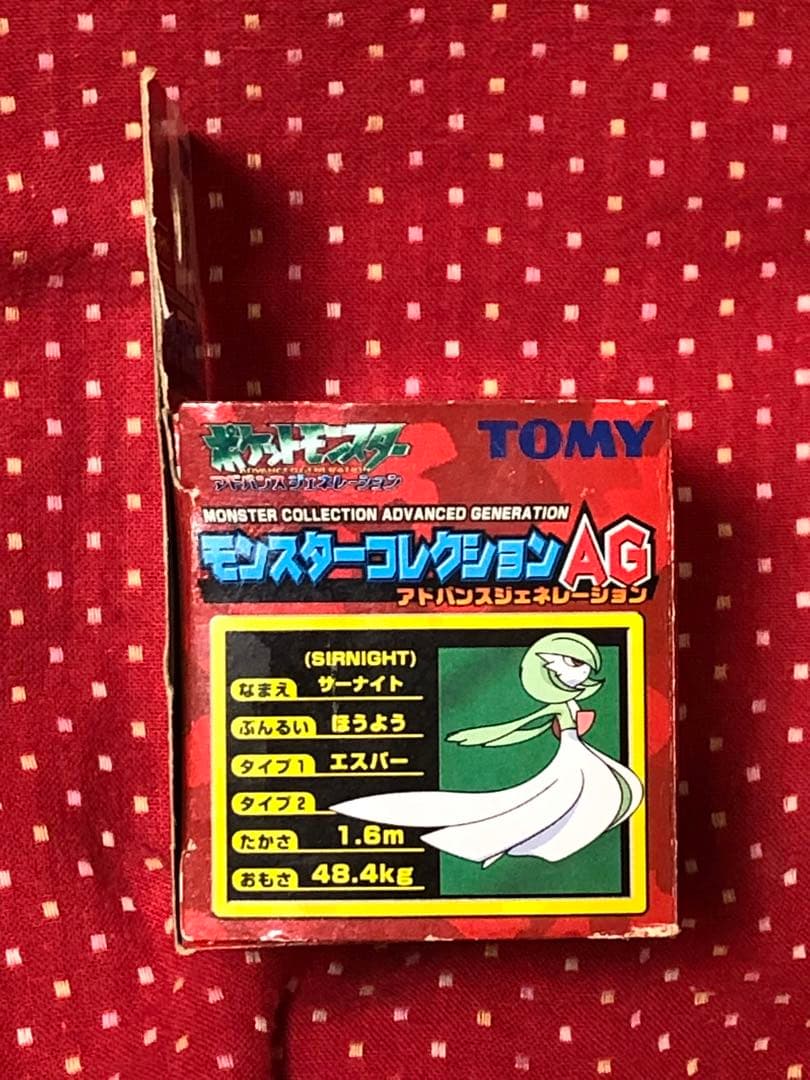 ポケットモンスター
ADVANCED GENERATION
アドバンスジェネレーション
TOMY
MONSTER COLLECTION ADVANCED GENERATION
モンスターコレクションAG
アドバンスジェネレーション
(SIRNIGHT)
なまえ サーナイト
ぶんるい ほうよう
タイプ1 エスパー
タイプ2
たかさ 1.6m
おもさ 48.4kg